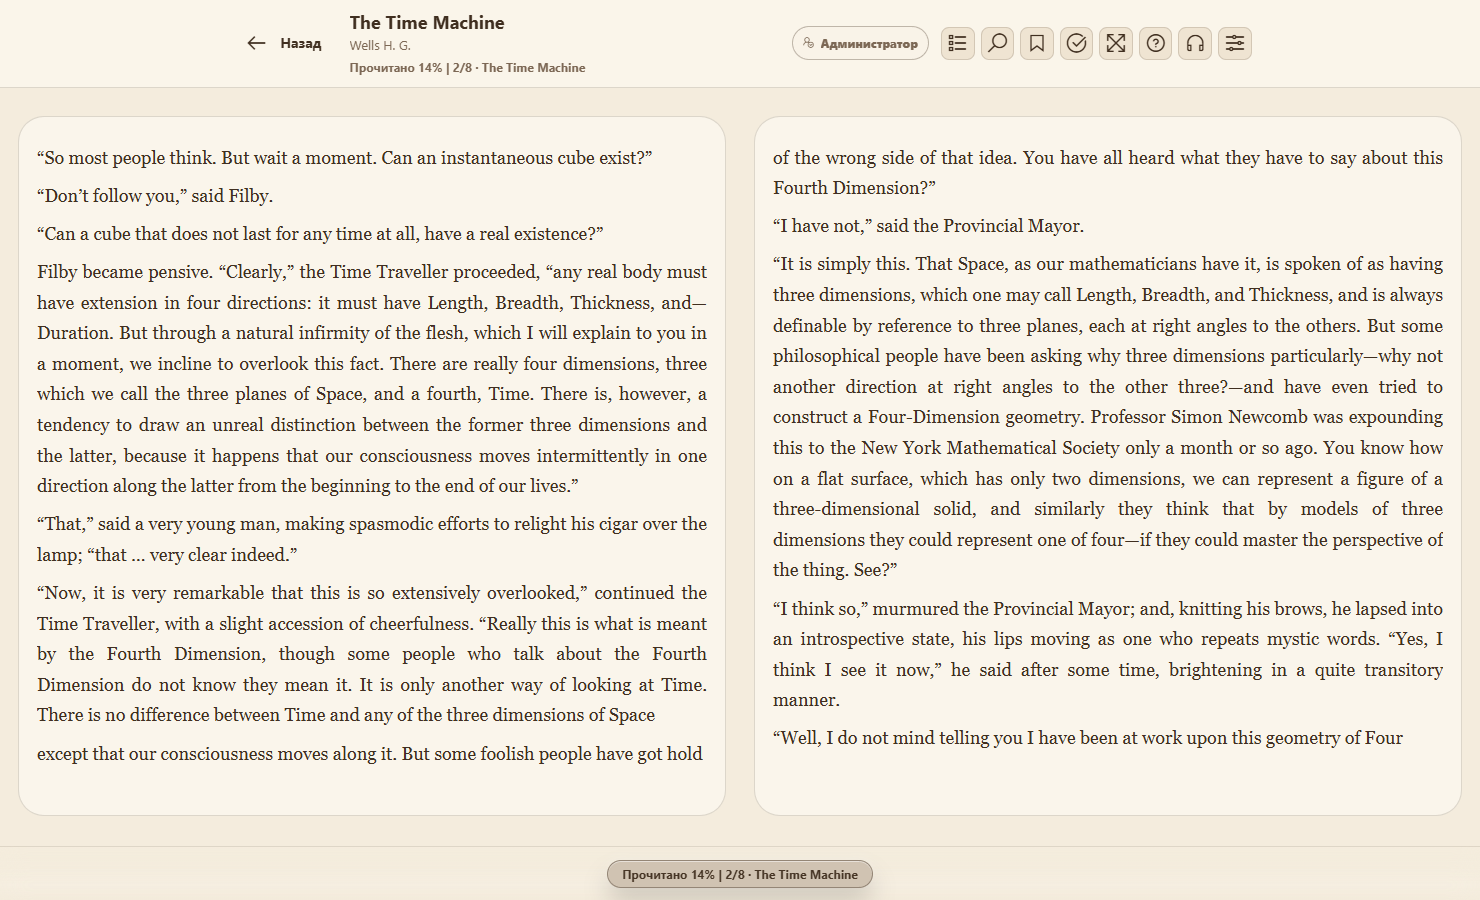 Назад
The Time Machine
Wells H. G.
Прочитано 14% | 2/8 · The Time Machine
Администратор
“So most people think. But wait a moment. Can an instantaneous cube exist?”
“Don’t follow you,” said Filby.
“Can a cube that does not last for any time at all, have a real existence?”
Filby became pensive. “Clearly,” the Time Traveller proceeded, “any real body must
have extension in four directions: it must have Length, Breadth, Thickness, and—
Duration. But through a natural infirmity of the flesh, which I will explain to you in
a moment, we incline to overlook this fact. There are really four dimensions, three
which we call the three planes of Space, and a fourth, Time. There is, however, a
tendency to draw an unreal distinction between the former three dimensions and
the latter, because it happens that our consciousness moves intermittently in one
direction along the latter from the beginning to the end of our lives.”
“That,” said a very young man, making spasmodic efforts to relight his cigar over the
lamp; “that ... very clear indeed.”
“Now, it is very remarkable that this is so extensively overlooked,” continued the
Time Traveller, with a slight accession of cheerfulness. “Really this is what is meant
by the Fourth Dimension, though some people who talk about the Fourth
Dimension do not know they mean it. It is only another way of looking at Time.
There is no difference between Time and any of the three dimensions of Space
except that our consciousness moves along it. But some foolish people have got hold
of the wrong side of that idea. You have all heard what they have to say about this
Fourth Dimension?”
“I have not,” said the Provincial Mayor.
“It is simply this. That Space, as our mathematicians have it, is spoken of as having
three dimensions, which one may call Length, Breadth, and Thickness, and is always
definable by reference to three planes, each at right angles to the others. But some
philosophical people have been asking why three dimensions particularly—why not
another direction at right angles to the other three?—and have even tried to
construct a Four-Dimension geometry. Professor Simon Newcomb was expounding
this to the New York Mathematical Society only a month or so ago. You know how
on a flat surface, which has only two dimensions, we can represent a figure of a
three-dimensional solid, and similarly they think that by models of three
dimensions they could represent one of four—if they could master the perspective of
the thing. See?”
“I think so,” murmured the Provincial Mayor; and, knitting his brows, he lapsed into
an introspective state, his lips moving as one who repeats mystic words. “Yes, I
think I see it now,” he said after some time, brightening in a quite transitory
manner.
“Well, I do not mind telling you I have been at work upon this geometry of Four
Прочитано 14% | 2/8 · The Time Machine